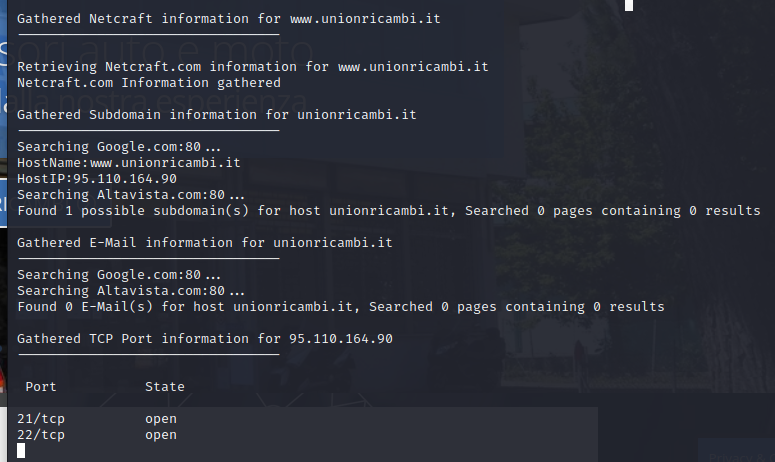 Gathered Netcraft information for www.unionricambi.it
Retrieving Netcraft.com information for www.unionricambi.it
Netcraft.com Information gathered
Gathered Subdomain information for unionricambi.it
Searching Google.com:80...
HostName:www.unionricambi.it
HostIP:95.110.164.90
Searching Altavista.com:80...
Found 1 possible subdomain(s) for host unionricambi.it, Searched 0 pages containing 0 results
Gathered E-Mail information for unionricambi.it
Searching Google.com:80...
Searching Altavista.com:80...
Found 0 E-Mail(s) for host unionricambi.it, Searched 0 pages containing 0 results
Gathered TCP Port information for 95.110.164.90
Port State
21/tcp open
22/tcp open
auto e moto
alla nostra esperienza